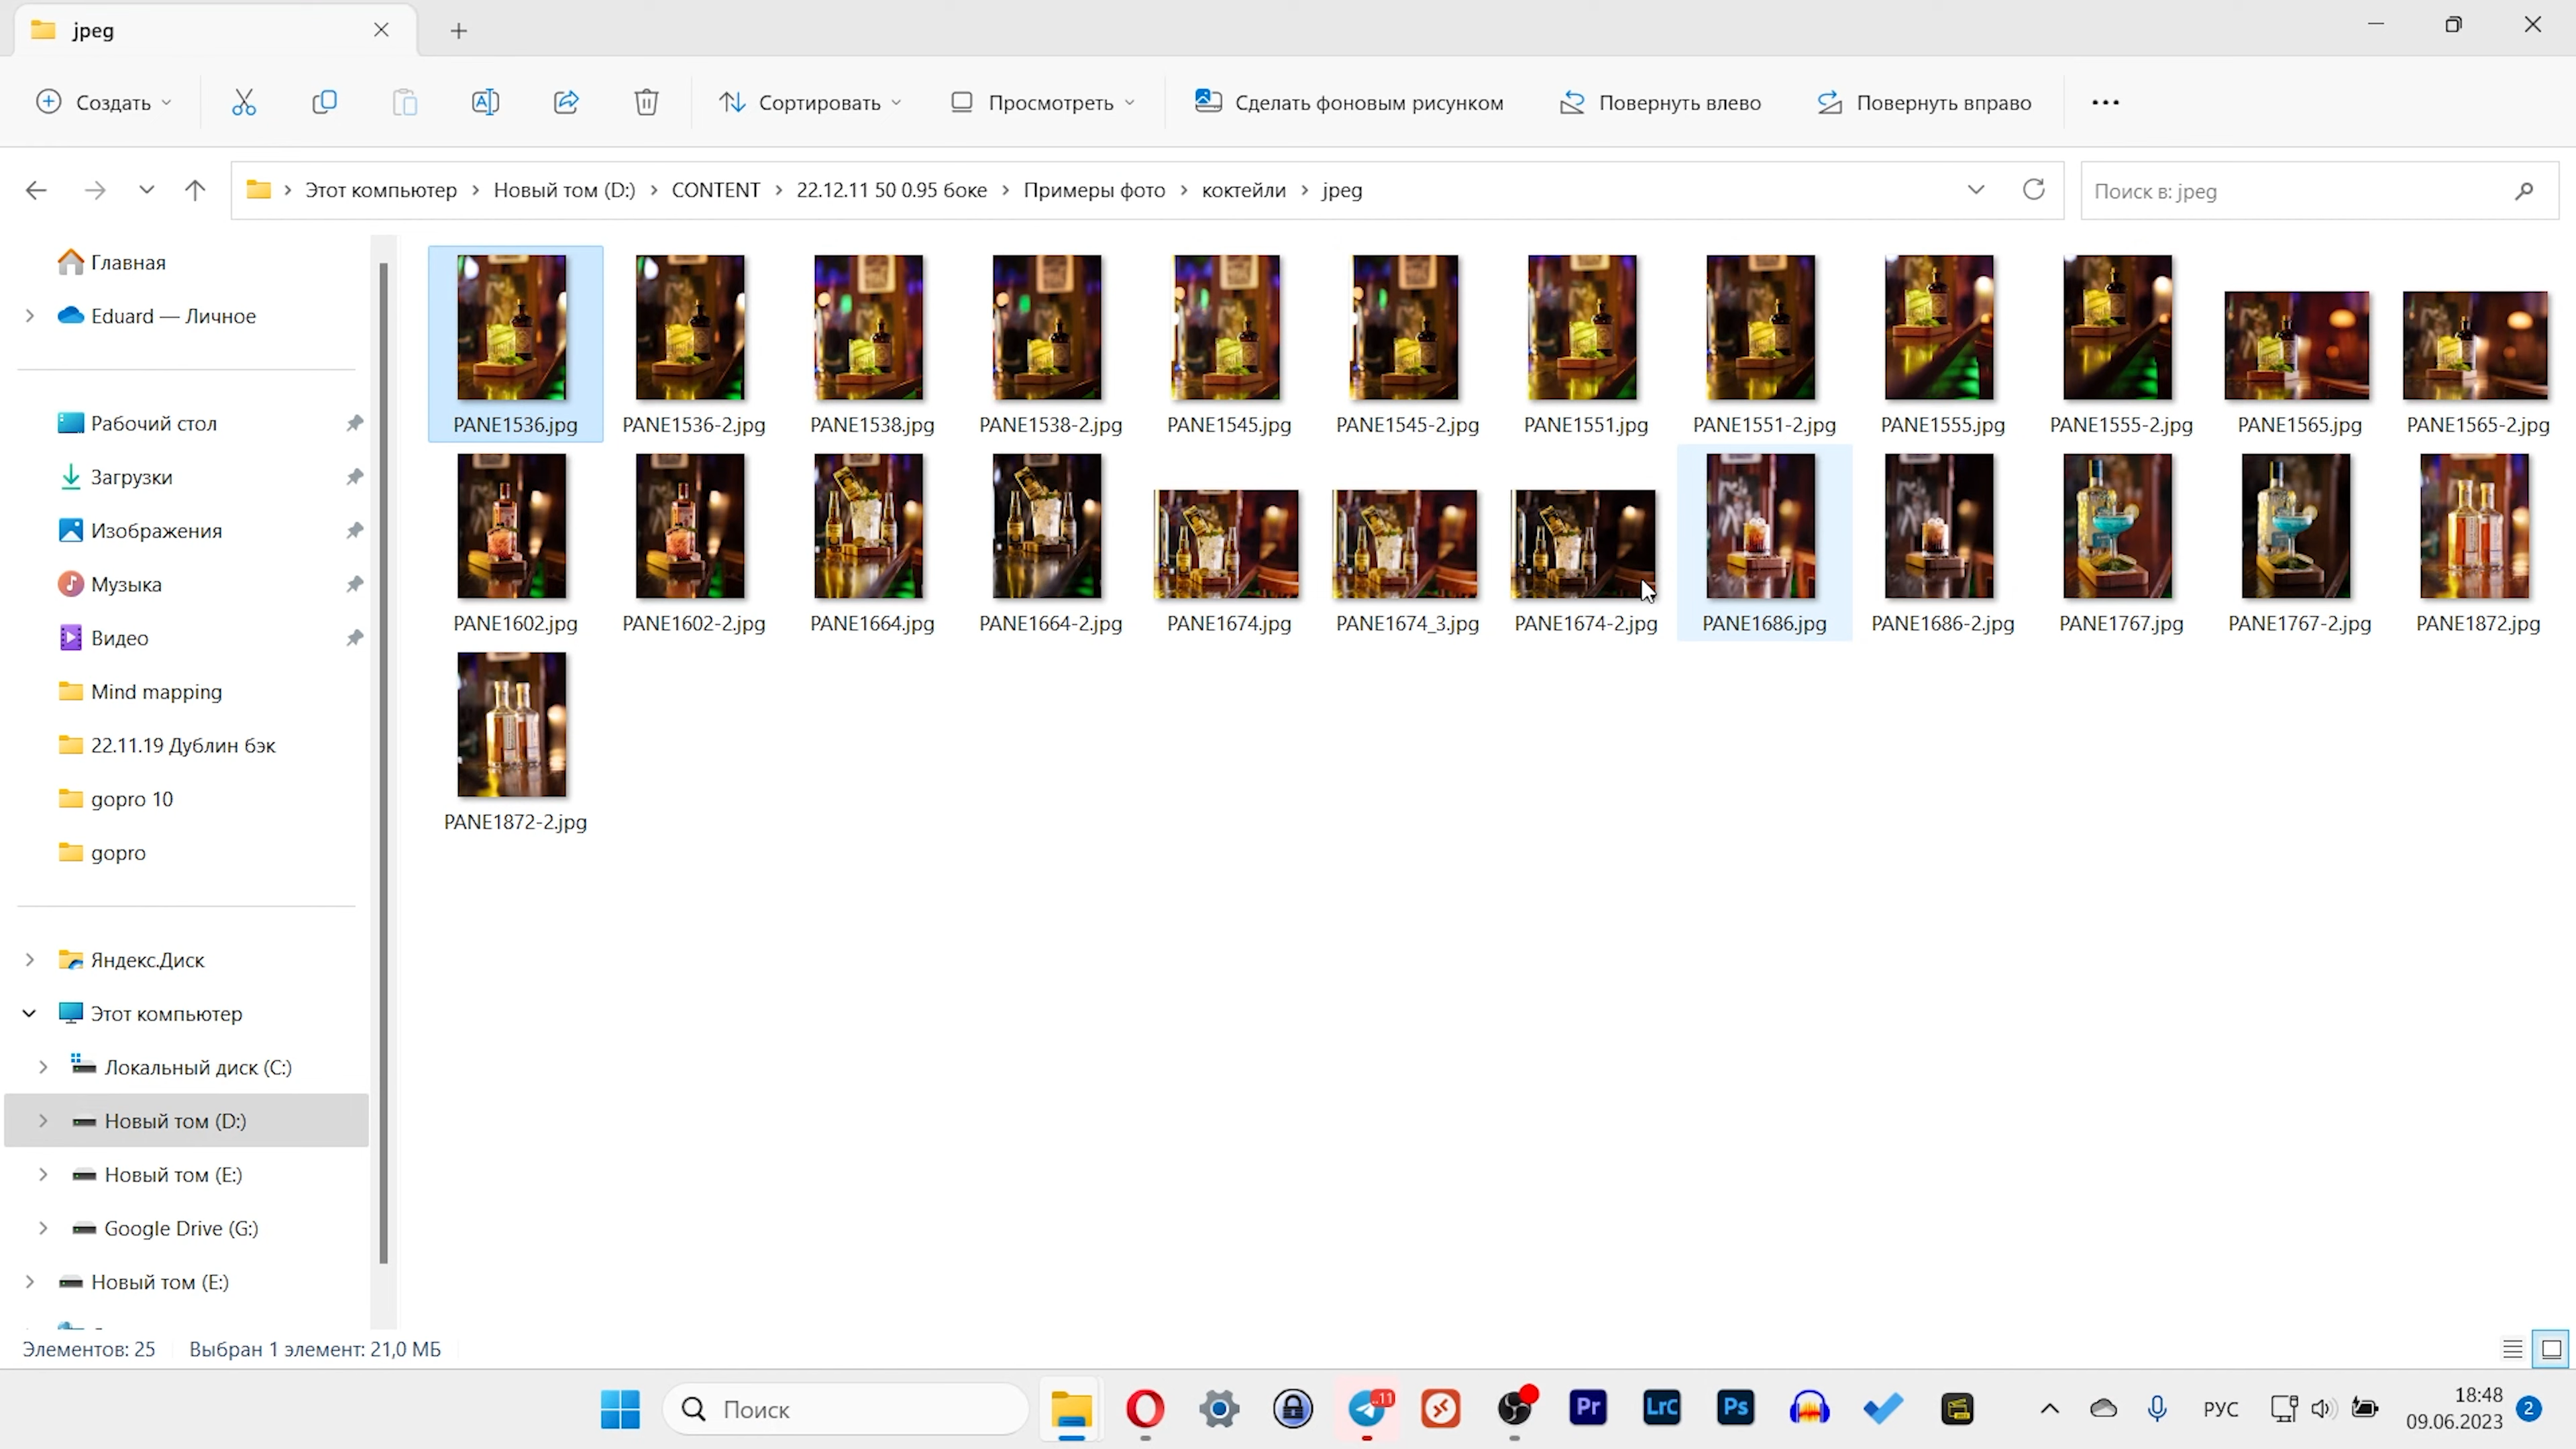 jpeg
Создать
Сортировать
Просмотреть
Сделать фоновым рисунком
Повернуть влево
Повернуть вправо
Этот компьютер > Новый том (D:) > CONTENT > 22.12.11 50 0.95 боке > Примеры фото > коктейли > jpeg
Поиск в: jpeg
Главная
Eduard — Личное
Рабочий стол
Загрузки
Изображения
Музыка
Видео
Mind mapping
22.11.19 Дублин бэк
gopro 10
gopro
Яндекс.Диск
Этот компьютер
Локальный диск (C:)
Новый том (D:)
Новый том (E:)
Google Drive (G:)
Новый том (E:)
PANE1536.jpg PANE1536-2.jpg PANE1538.jpg PANE1538-2.jpg PANE1545.jpg PANE1545-2.jpg PANE1551.jpg PANE1551-2.jpg PANE1555.jpg PANE1555-2.jpg PANE1565.jpg PANE1565-2.jpg
PANE1602.jpg PANE1602-2.jpg PANE1664.jpg PANE1664-2.jpg PANE1674.jpg PANE1674_3.jpg PANE1674-2.jpg PANE1686.jpg PANE1686-2.jpg PANE1767.jpg PANE1767-2.jpg PANE1872.jpg
PANE1872-2.jpg
Элементов: 25 Выбран 1 элемент: 21,0 МБ
Поиск
11
Pr
LrC
Ps
РУС
18:48
09.06.2023
2